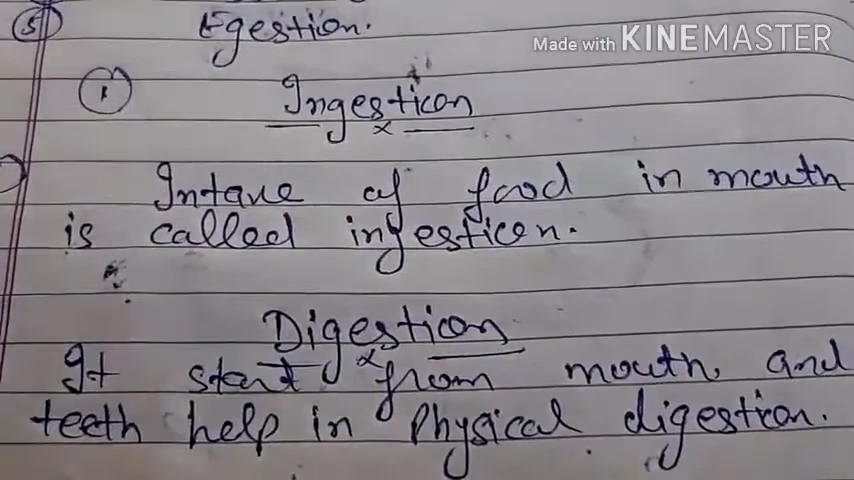 5 Egestion.
Made with KINEMASTER
1 Ingestion
Intake of food in mouth
is called ingestion.
Digestion
It start from mouth and
teeth help in Physical digestion.